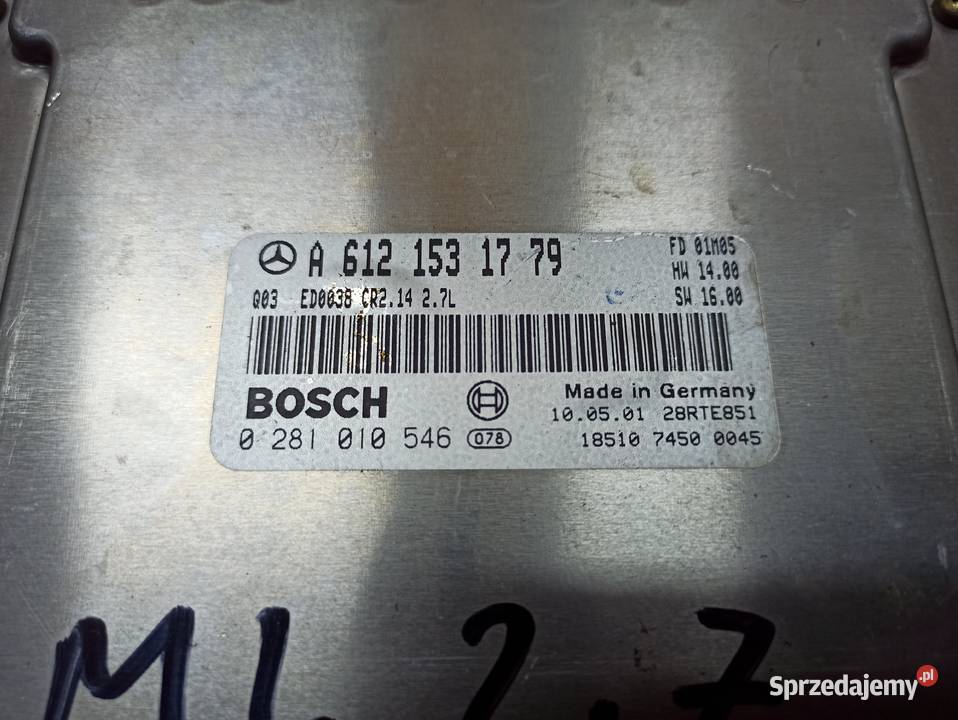 A 612 153 17 79
FD 01M05
HW 14.00
Q03 ED0038 CR2.14 2.7L
SW 16.00
BOSCH
Made in Germany
10.05.01 28RTE851
0 281 010 546 078
18510 7450 0045
ML 2.7
Sprzedajemy.pl